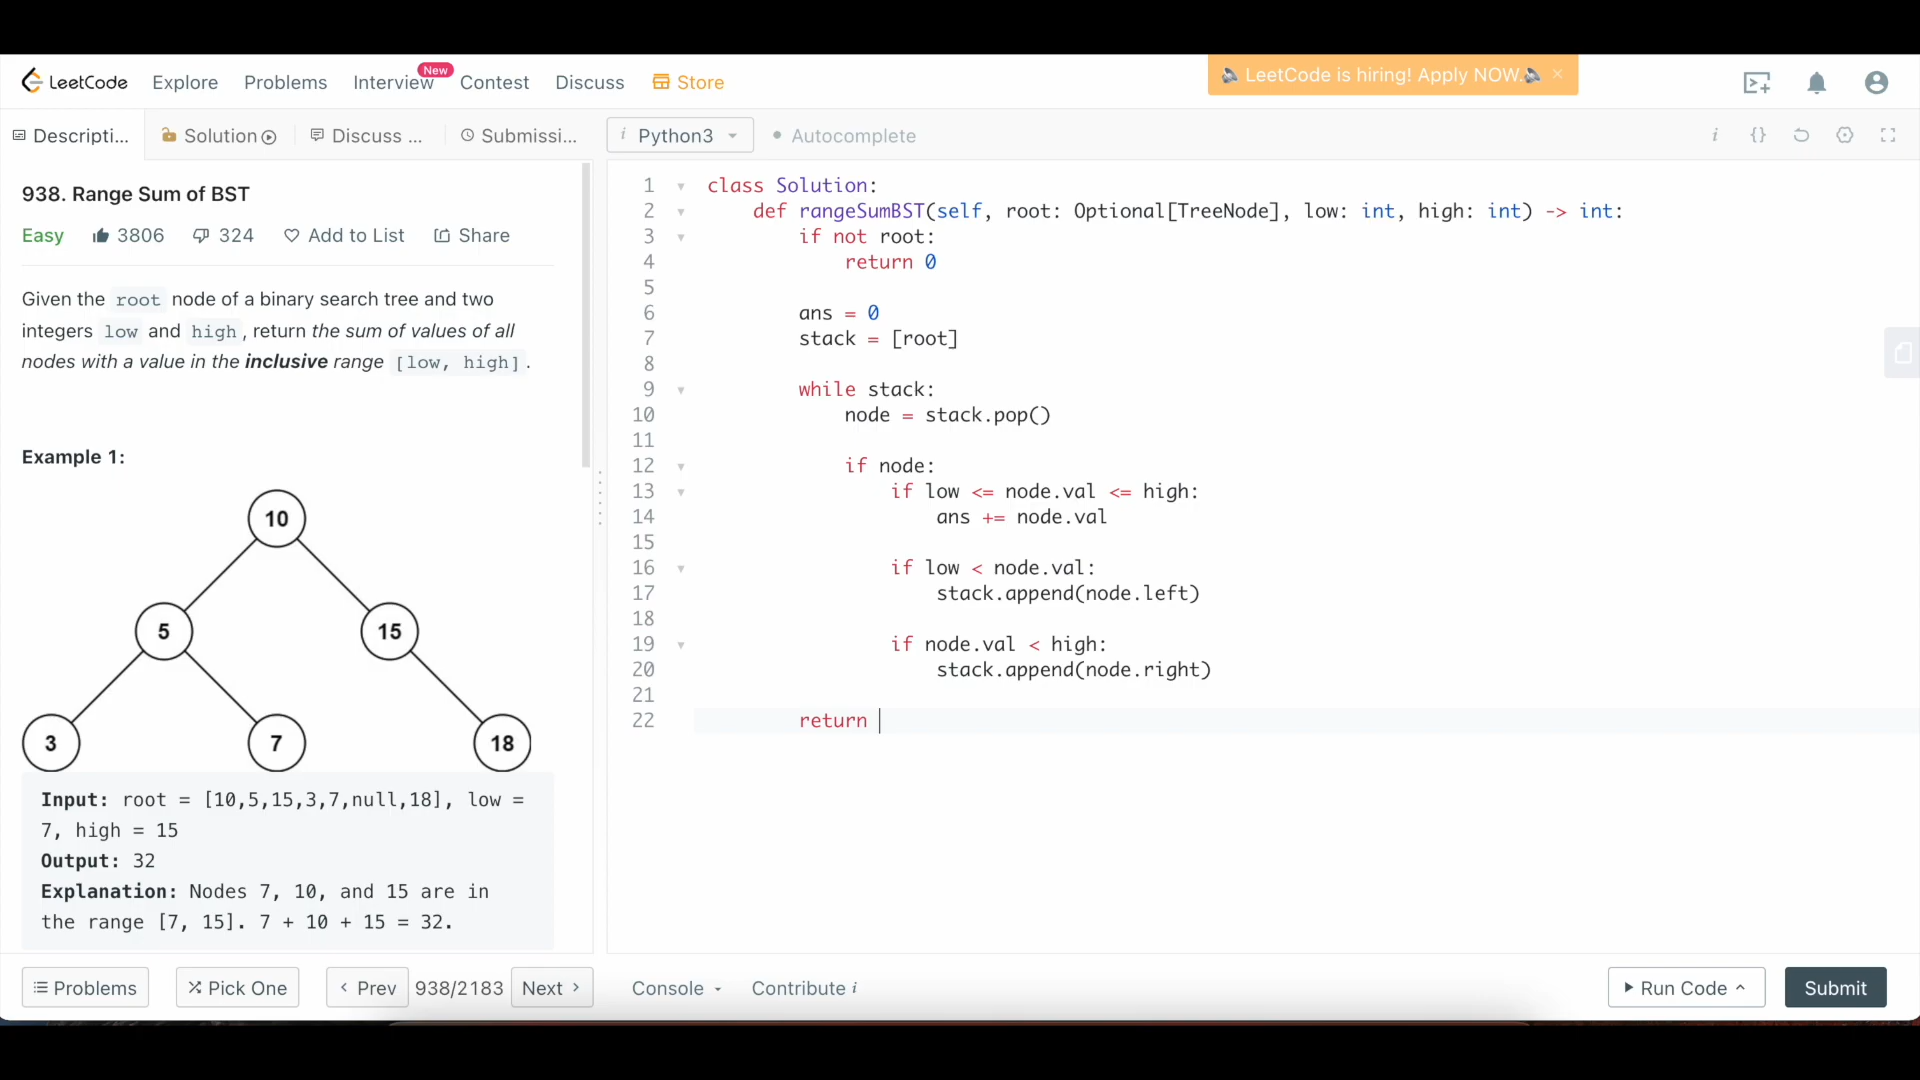 LeetCode Explore Problems Interview New Contest Discuss Store
🔈 LeetCode is hiring! Apply NOW.🔈 ×
Descripti... Solution Discuss ... Submissi...
i Python3 Autocomplete i {}
938. Range Sum of BST
Easy 3806 324 Add to List Share
Given the root node of a binary search tree and two
integers low and high, return the sum of values of all
nodes with a value in the inclusive range [low, high].
Example 1:
10
5 15
3 7 18
Input: root = [10,5,15,3,7,null,18], low =
7, high = 15
Output: 32
Explanation: Nodes 7, 10, and 15 are in
the range [7, 15]. 7 + 10 + 15 = 32.
1 class Solution:
2 def rangeSumBST(self, root: Optional[TreeNode], low: int, high: int) -> int:
3 if not root:
4 return 0
5
6 ans = 0
7 stack = [root]
8
9 while stack:
10 node = stack.pop()
11
12 if node:
13 if low <= node.val <= high:
14 ans += node.val
15
16 if low < node.val:
17 stack.append(node.left)
18
19 if node.val < high:
20 stack.append(node.right)
21
22 return
Problems Pick One Prev 938/2183 Next Console Contribute i Run Code Submit